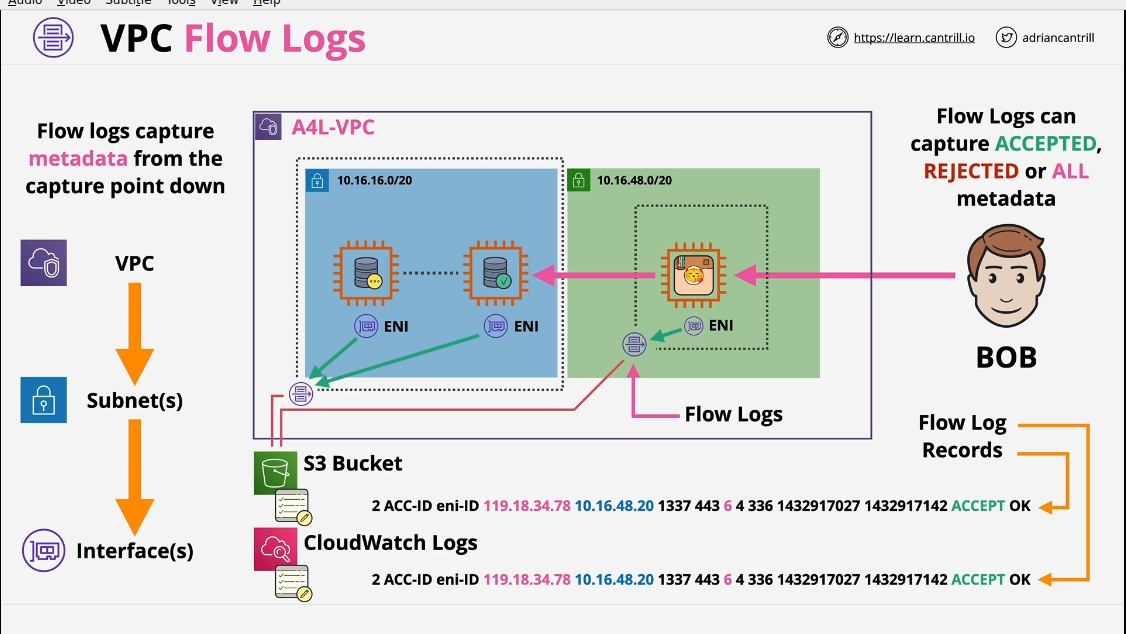 Audio Video Subtitle Tools View Help
VPC Flow Logs
https://learn.cantrill.io
adriancantrill
Flow logs capture
metadata from the
capture point down
VPC
Subnet(s)
Interface(s)
A4L-VPC
10.16.16.0/20
10.16.48.0/20
ENI
ENI
ENI
Flow Logs
Flow Logs can
capture ACCEPTED,
REJECTED or ALL
metadata
BOB
Flow Log
Records
S3 Bucket
2 ACC-ID eni-ID 119.18.34.78 10.16.48.20 1337 443 6 4 336 1432917027 1432917142 ACCEPT OK
CloudWatch Logs
2 ACC-ID eni-ID 119.18.34.78 10.16.48.20 1337 443 6 4 336 1432917027 1432917142 ACCEPT OK